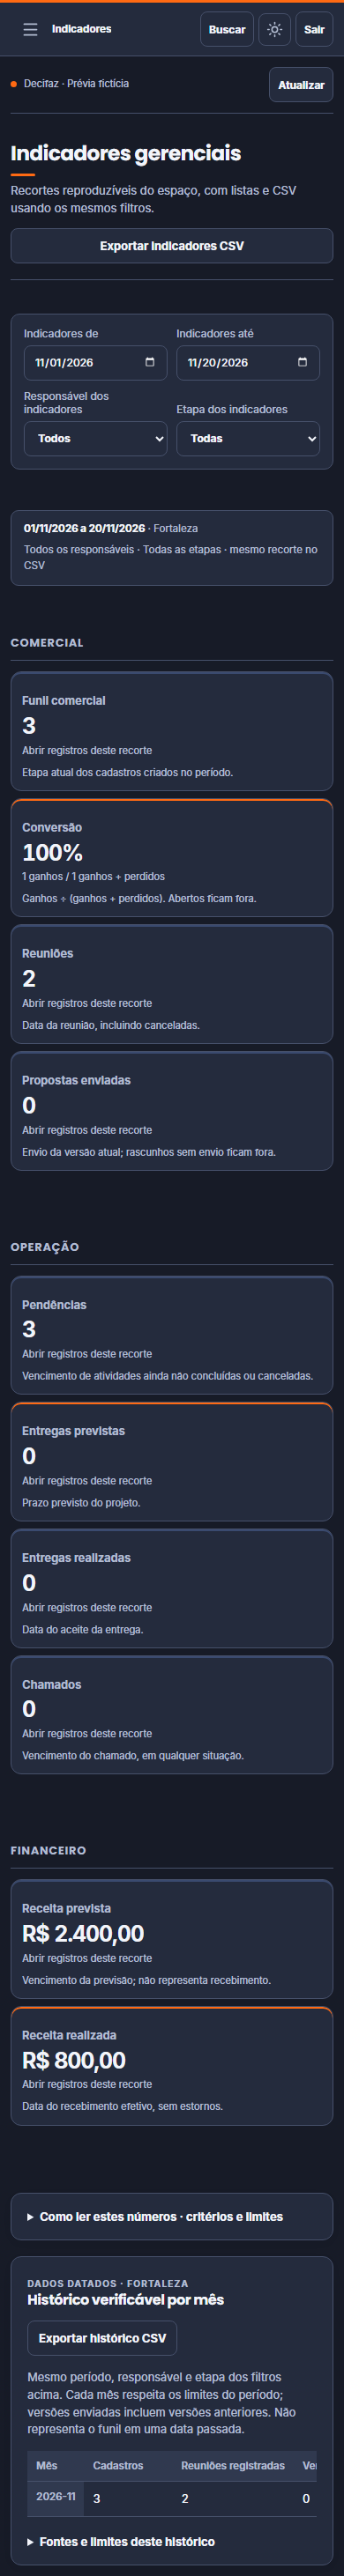 Indicadores
Buscar
Sair
Decifaz · Prévia fictícia
Atualizar
Indicadores gerenciais
Recortes reproduzíveis do espaço, com listas e CSV
usando os mesmos filtros.
Exportar indicadores CSV
Indicadores de
Indicadores até
11/01/2026
11/20/2026
Responsável dos
indicadores
Etapa dos indicadores
Todos
Todas
01/11/2026 a 20/11/2026 · Fortaleza
Todos os responsáveis · Todas as etapas · mesmo recorte no
CSV
COMERCIAL
Funil comercial
3
Abrir registros deste recorte
Etapa atual dos cadastros criados no período.
Conversão
100%
1 ganhos / 1 ganhos + perdidos
Ganhos ÷ (ganhos + perdidos). Abertos ficam fora.
Reuniões
2
Abrir registros deste recorte
Data da reunião, incluindo canceladas.
Propostas enviadas
0
Abrir registros deste recorte
Envio da versão atual; rascunhos sem envio ficam fora.
OPERAÇÃO
Pendências
3
Abrir registros deste recorte
Vencimento de atividades ainda não concluídas ou canceladas.
Entregas previstas
0
Abrir registros deste recorte
Prazo previsto do projeto.
Entregas realizadas
0
Abrir registros deste recorte
Data do aceite da entrega.
Chamados
0
Abrir registros deste recorte
Vencimento do chamado, em qualquer situação.
FINANCEIRO
Receita prevista
R$ 2.400,00
Abrir registros deste recorte
Vencimento da previsão; não representa recebimento.
Receita realizada
R$ 800,00
Abrir registros deste recorte
Data do recebimento efetivo, sem estornos.
Como ler estes números · critérios e limites
DADOS DATADOS · FORTALEZA
Histórico verificável por mês
Exportar histórico CSV
Mesmo período, responsável e etapa dos filtros
acima. Cada mês respeita os limites do período;
versões enviadas incluem versões anteriores. Não
representa o funil em uma data passada.
Mês Cadastros Reuniões registradas
2026-11 3 2 0
Fontes e limites deste histórico